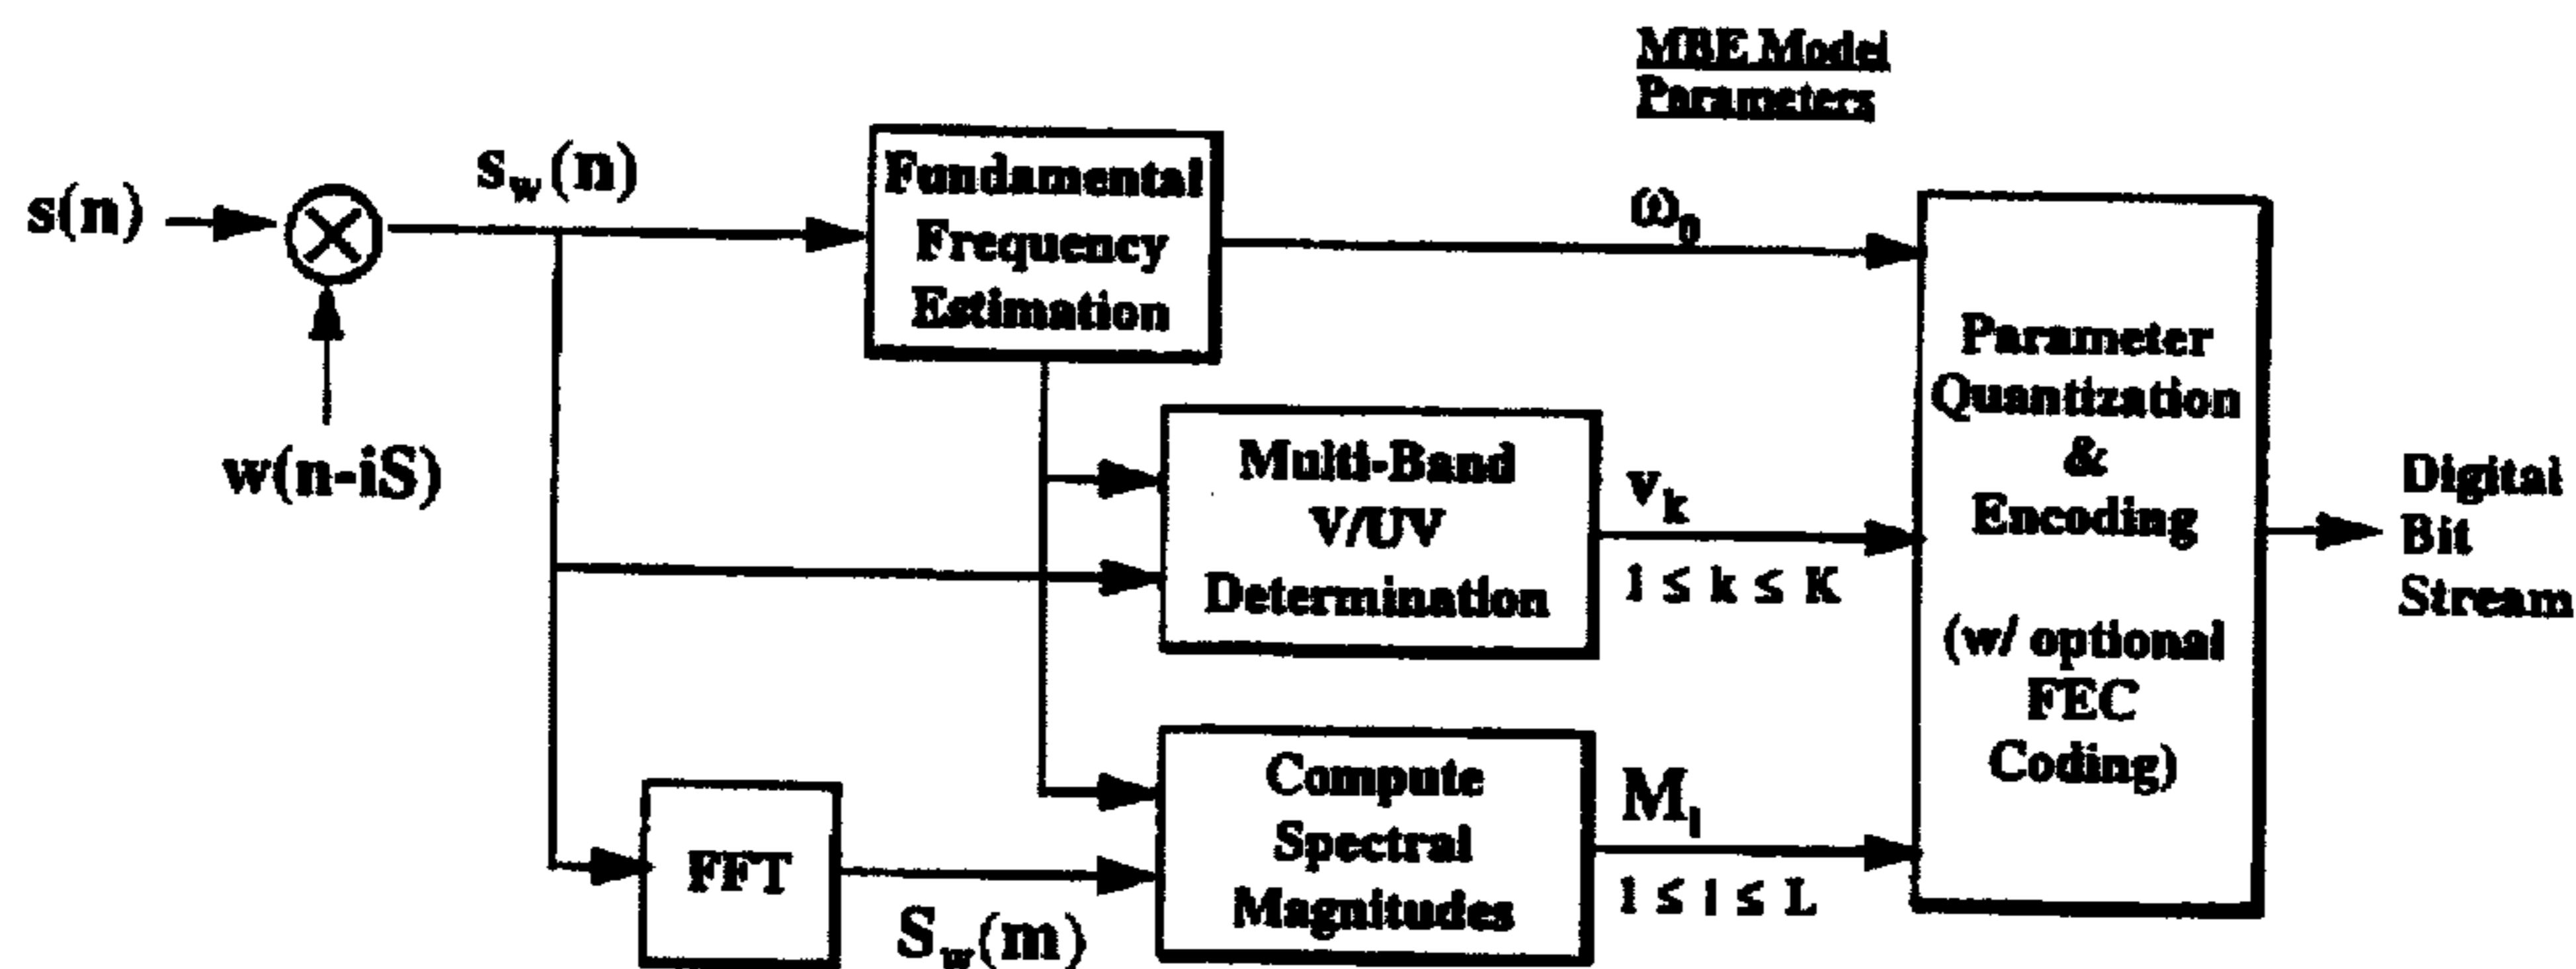 MBE Model
Parameters
s(n)
s_w(n)
w(n-iS)
Fundamental
Frequency
Estimation
ω₀
Multi-Band
V/UV
Determination
v_k
1 ≤ k ≤ K
FFT
S_w(m)
Compute
Spectral
Magnitudes
M_l
1 ≤ l ≤ L
Parameter
Quantization
&
Encoding
(w/ optional
FEC
Coding)
Digital
Bit
Stream